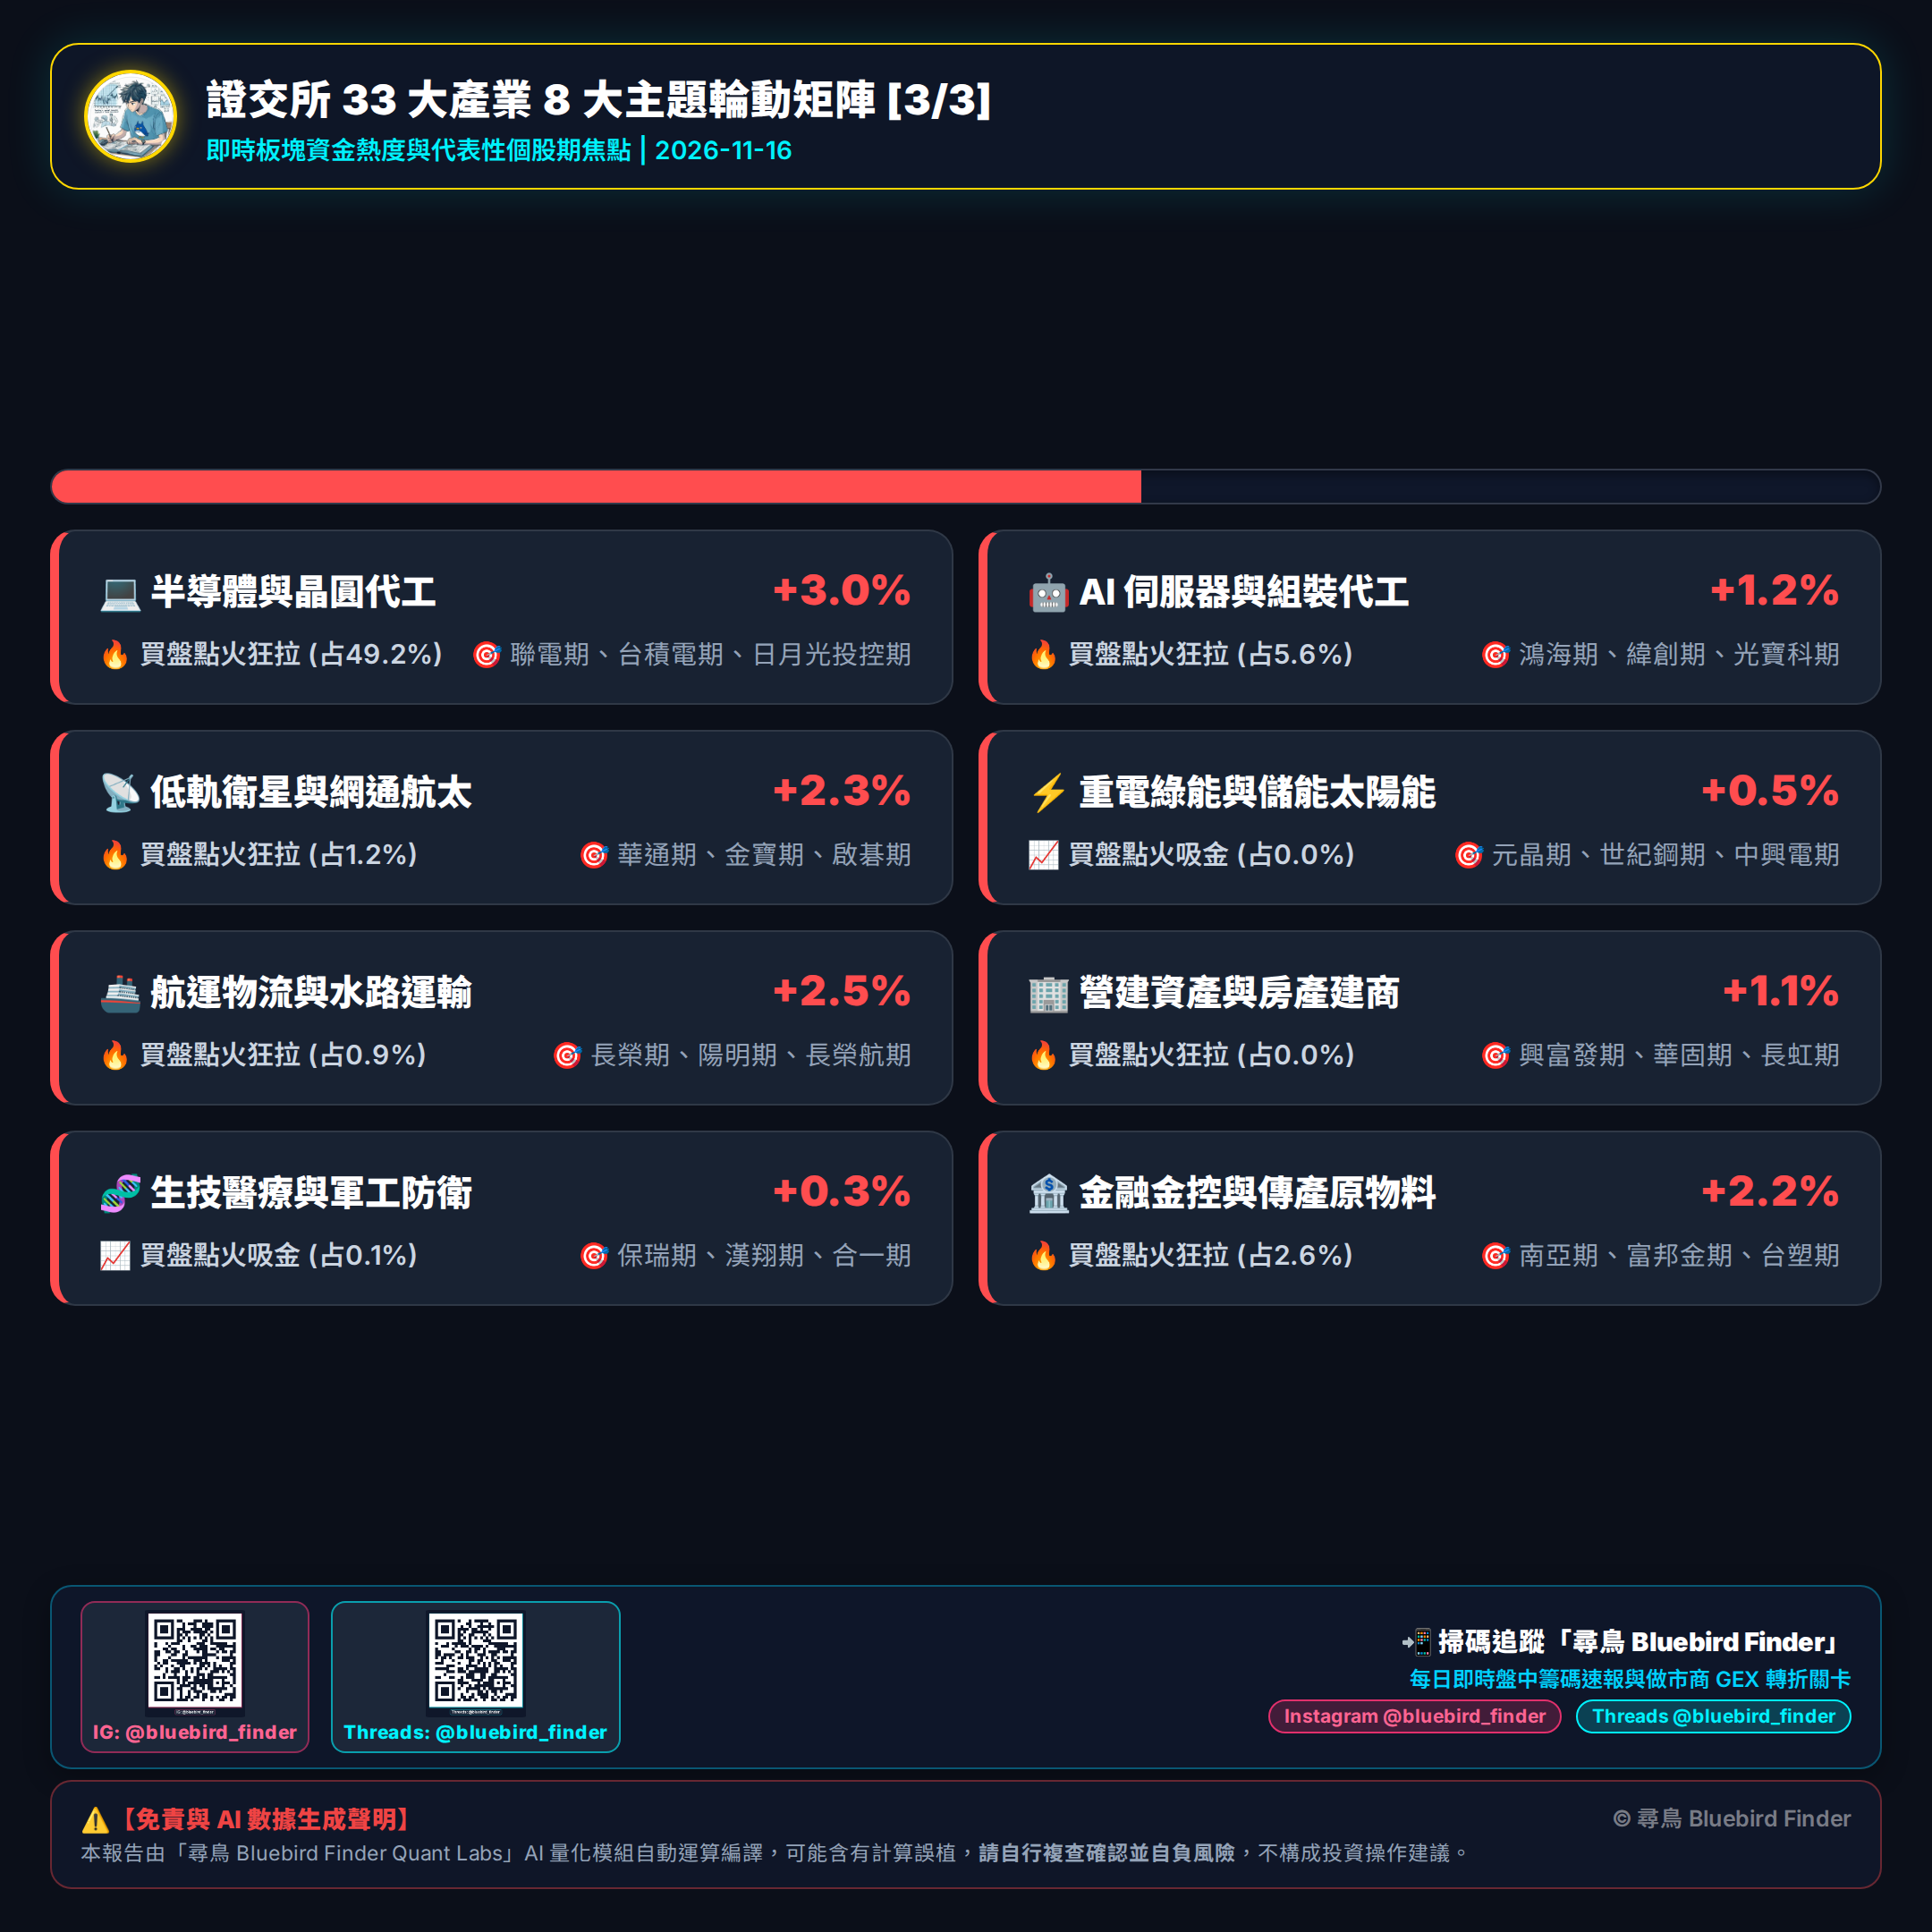 證交所 33 大產業 8 大主題輪動矩陣 [3/3]
即時板塊資金熱度與代表性個股期焦點 | 2026-11-16
💻 半導體與晶圓代工 +3.0%
🔥 買盤點火狂拉 (占49.2%) 🎯 聯電期、台積電期、日月光投控期
🤖 AI 伺服器與組裝代工 +1.2%
🔥 買盤點火狂拉 (占5.6%) 🎯 鴻海期、緯創期、光寶科期
📡 低軌衛星與網通航太 +2.3%
🔥 買盤點火狂拉 (占1.2%) 🎯 華通期、金寶期、啟碁期
⚡ 重電綠能與儲能太陽能 +0.5%
📈 買盤點火吸金 (占0.0%) 🎯 元晶期、世紀鋼期、中興電期
🚢 航運物流與水路運輸 +2.5%
🔥 買盤點火狂拉 (占0.9%) 🎯 長榮期、陽明期、長榮航期
🏢 營建資產與房產建商 +1.1%
🔥 買盤點火狂拉 (占0.0%) 🎯 興富發期、華固期、長虹期
🧬 生技醫療與軍工防衛 +0.3%
📈 買盤點火吸金 (占0.1%) 🎯 保瑞期、漢翔期、合一期
🏦 金融金控與傳產原物料 +2.2%
🔥 買盤點火狂拉 (占2.6%) 🎯 南亞期、富邦金期、台塑期
IG: @bluebird_finder
Threads: @bluebird_finder
IG: @bluebird_finder
Threads: @bluebird_finder
📲 掃碼追蹤「尋鳥 Bluebird Finder」
每日即時盤中籌碼速報與做市商 GEX 轉折關卡
Instagram @bluebird_finder Threads @bluebird_finder
⚠️【免責與 AI 數據生成聲明】 © 尋鳥 Bluebird Finder
本報告由「尋鳥 Bluebird Finder Quant Labs」AI 量化模組自動運算編譯，可能含有計算誤植，請自行複查確認並自負風險，不構成投資操作建議。